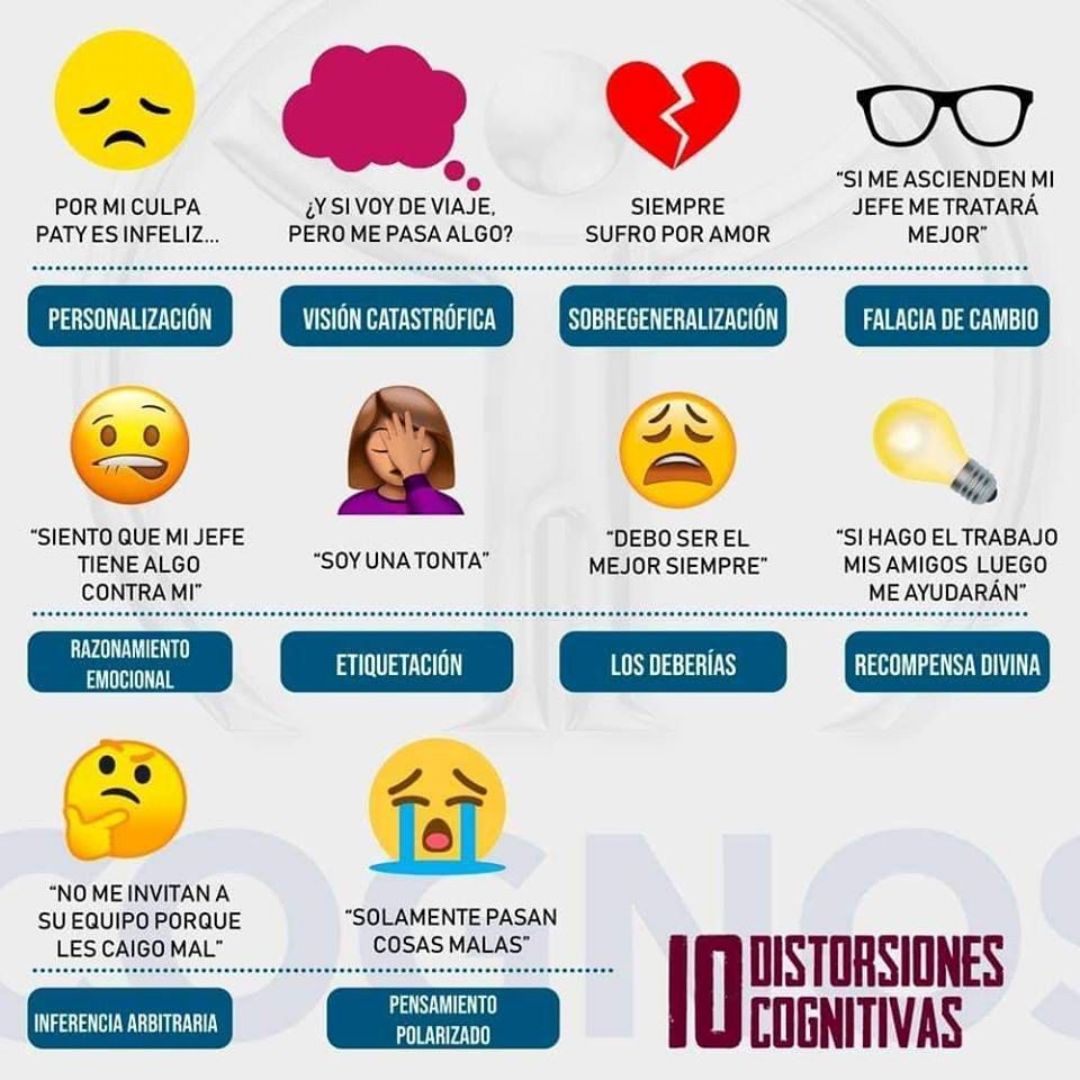 POR MI CULPA
PATY ES INFELIZ...
¿Y SI VOY DE VIAJE,
PERO ME PASA ALGO?
SIEMPRE
SUFRO POR AMOR
“SI ME ASCIENDEN MI
JEFE ME TRATARÁ
MEJOR”
PERSONALIZACIÓN
VISIÓN CATASTRÓFICA
SOBREGENERALIZACIÓN
FALACIA DE CAMBIO
“SIENTO QUE MI JEFE
TIENE ALGO
CONTRA MI”
“SOY UNA TONTA”
“DEBO SER EL
MEJOR SIEMPRE”
“SI HAGO EL TRABAJO
MIS AMIGOS LUEGO
ME AYUDARÁN”
RAZONAMIENTO
EMOCIONAL
ETIQUETACIÓN
LOS DEBERÍAS
RECOMPENSA DIVINA
“NO ME INVITAN A
SU EQUIPO PORQUE
LES CAIGO MAL”
“SOLAMENTE PASAN
COSAS MALAS”
INFERENCIA ARBITRARIA
PENSAMIENTO
POLARIZADO
10 DISTORSIONES
COGNITIVAS
COGNOS